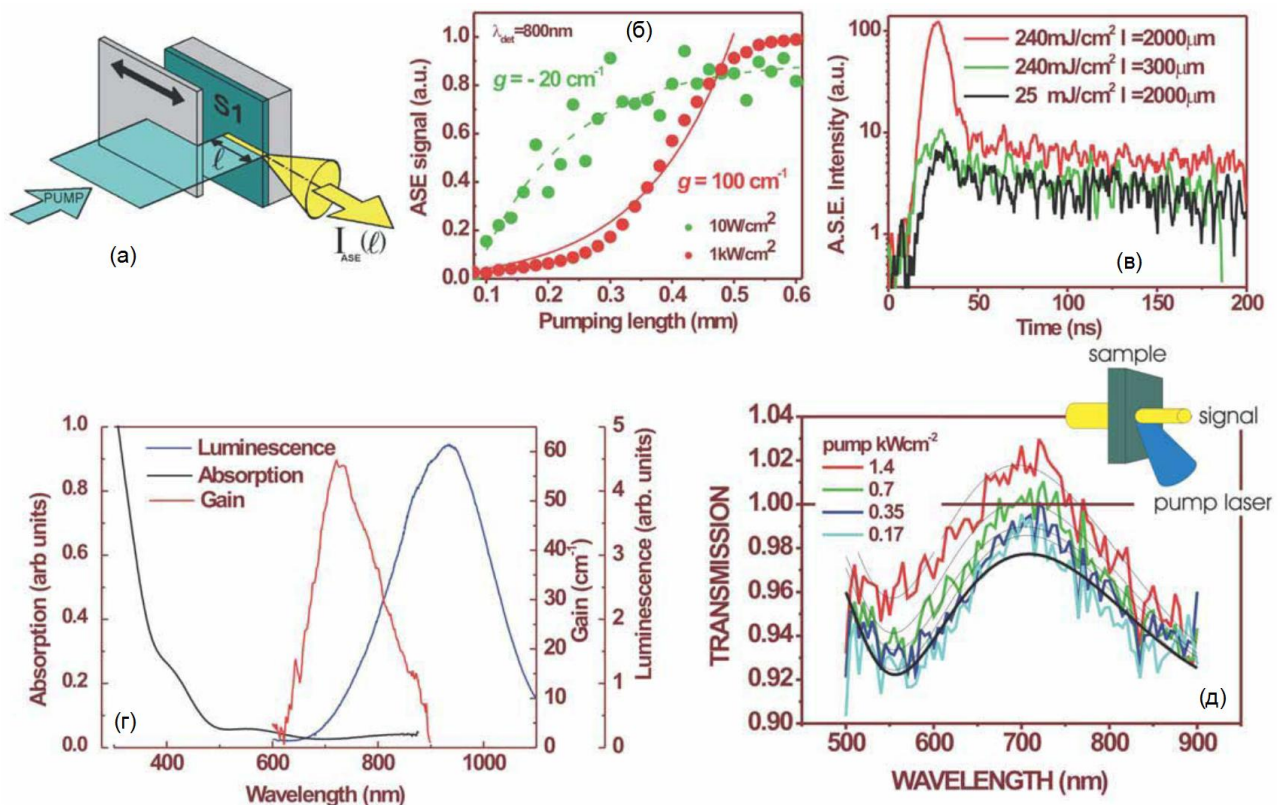 S1
ℓ
PUMP
I ASE (ℓ)
(а)
(б)
λdet=800nm
g = - 20 cm⁻¹
g = 100 cm⁻¹
10W/cm²
1kW/cm²
ASE signal (a.u.)
1.0
0.8
0.6
0.4
0.2
0.0
0.1 0.2 0.3 0.4 0.5 0.6
Pumping length (mm)
240mJ/cm² l =2000μm
240mJ/cm² l =300μm
25 mJ/cm² l =2000μm
A.S.E. Intensity (a.u.)
100
10
1
(в)
0 50 100 150 200
Time (ns)
Luminescence
Absorption
Gain
Absorption (arb units)
1.0
0.8
0.6
0.4
0.2
0.0
(г)
400 600 800 1000
Wavelength (nm)
Gain (cm⁻¹)
60
50
40
30
20
10
0
Luminescence (arb. units)
5
4
3
2
1
0
sample
signal
pump laser
pump kWcm-2
1.4
0.7
0.35
0.17
TRANSMISSION
1.04
1.02
1.00
0.98
0.96
0.94
0.92
0.90
(д)
500 600 700 800 900
WAVELENGTH (nm)